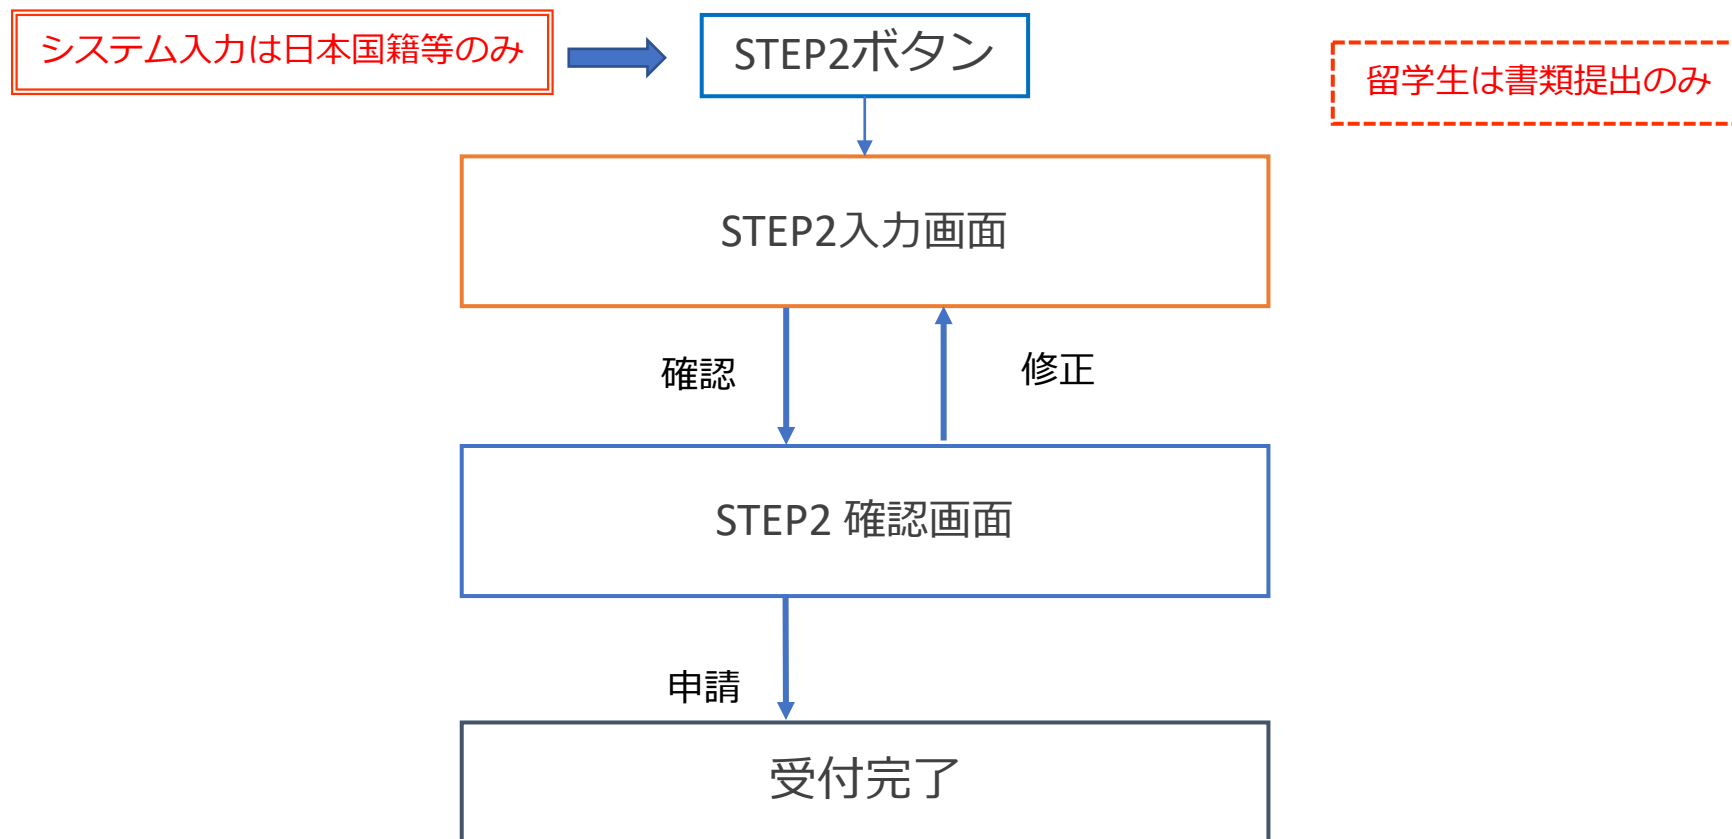 システム入力は日本国籍等のみ
STEP2ボタン
留学生は書類提出のみ
STEP2入力画面
確認
修正
STEP2 確認画面
申請
受付完了